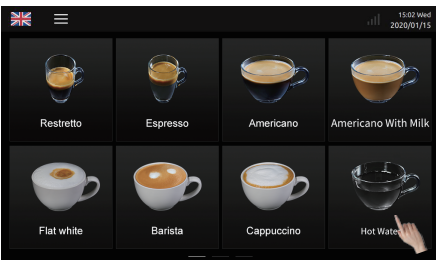 15:02 Wed
2020/01/15
Restretto
Espresso
Americano
Americano With Milk
Flat white
Barista
Cappuccino
Hot Water